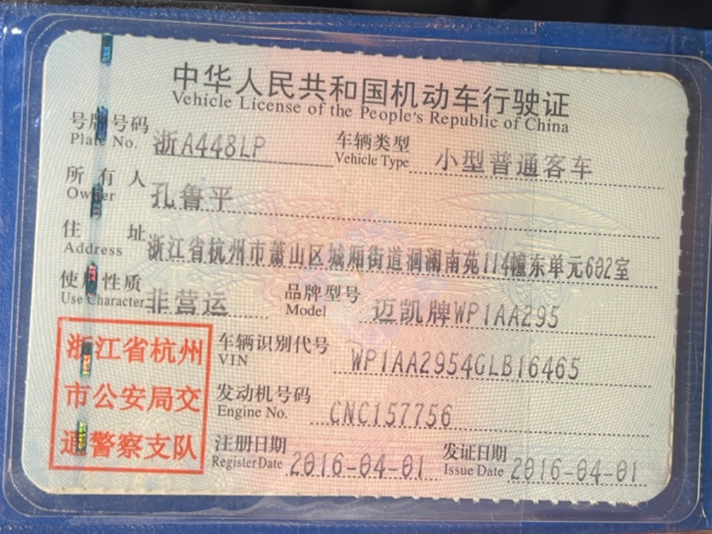 中华人民共和国机动车行驶证
Vehicle License of the People's Republic of China
号牌号码 浙A448LP 车辆类型 小型普通客车
Plate No. Vehicle Type
所有人 孔鲁平
Owner
住址 浙江省杭州市萧山区城厢街道洄澜南苑114幢东单元602室
Address
使用性质 非营运 品牌型号 迈凯牌WP1AA295
Use Character Model
浙江省杭州
市公安局交
通警察支队
车辆识别代号 WP1AA2954GLB16465
VIN
发动机号码 CNC157756
Engine No.
注册日期 2016-04-01 发证日期 2016-04-01
Register Date Issue Date